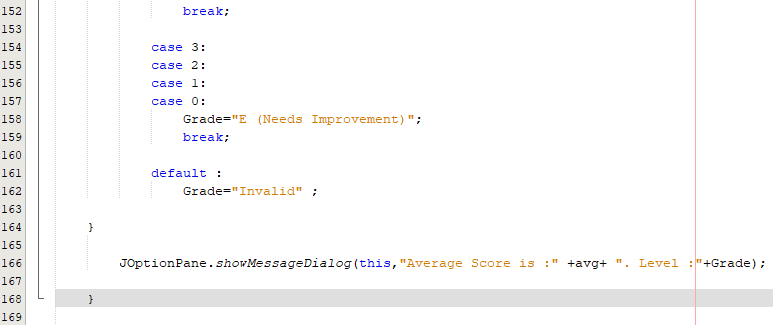 152 break;
153
154 case 3:
155 case 2:
156 case 1:
157 case 0:
158 Grade="E (Needs Improvement)";
159 break;
160
161 default :
162 Grade="Invalid" ;
163
164 }
165
166 JOptionPane.showMessageDialog(this,"Average Score is :" +avg+ ". Level :"+Grade);
167
168 }
169